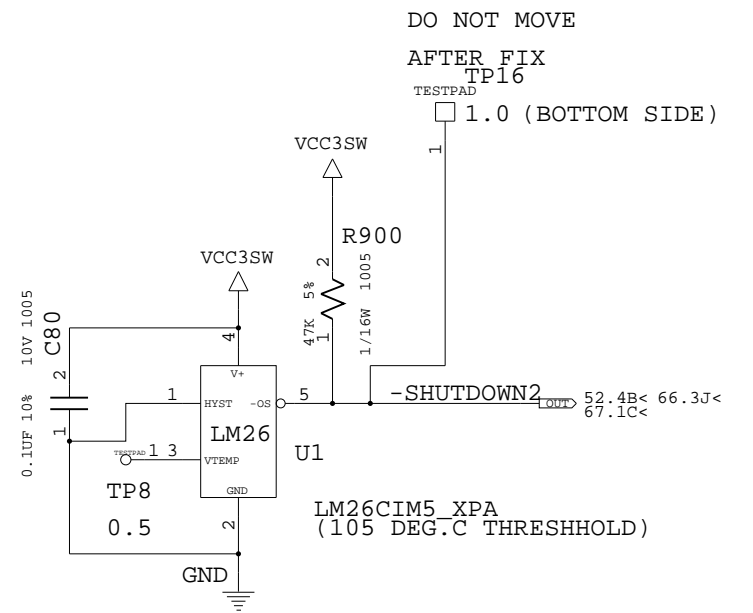 DO NOT MOVE
AFTER FIX
TP16
TESTPAD
1.0 (BOTTOM SIDE)
1
VCC3SW
R900
2
47K 5%
1
1/16W 1005
VCC3SW
10V 1005
C80
2
0.1UF 10%
1
4
V+
1
HYST
-OS
5
-SHUTDOWN2
OUT
52.4B< 66.3J<
67.1C<
LM26
TESTPAD
1 3
VTEMP
U1
TP8
0.5
GND
2
LM26CIM5_XPA
(105 DEG.C THRESHHOLD)
GND